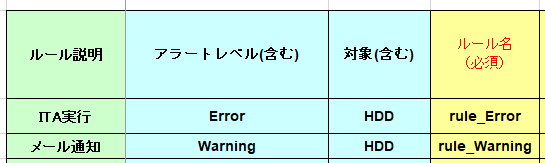 ルール説明 アラートレベル(含む) 対象(含む) ルール名
(必須)
ITA実行 Error HDD rule_Error
メール通知 Warning HDD rule_Warning